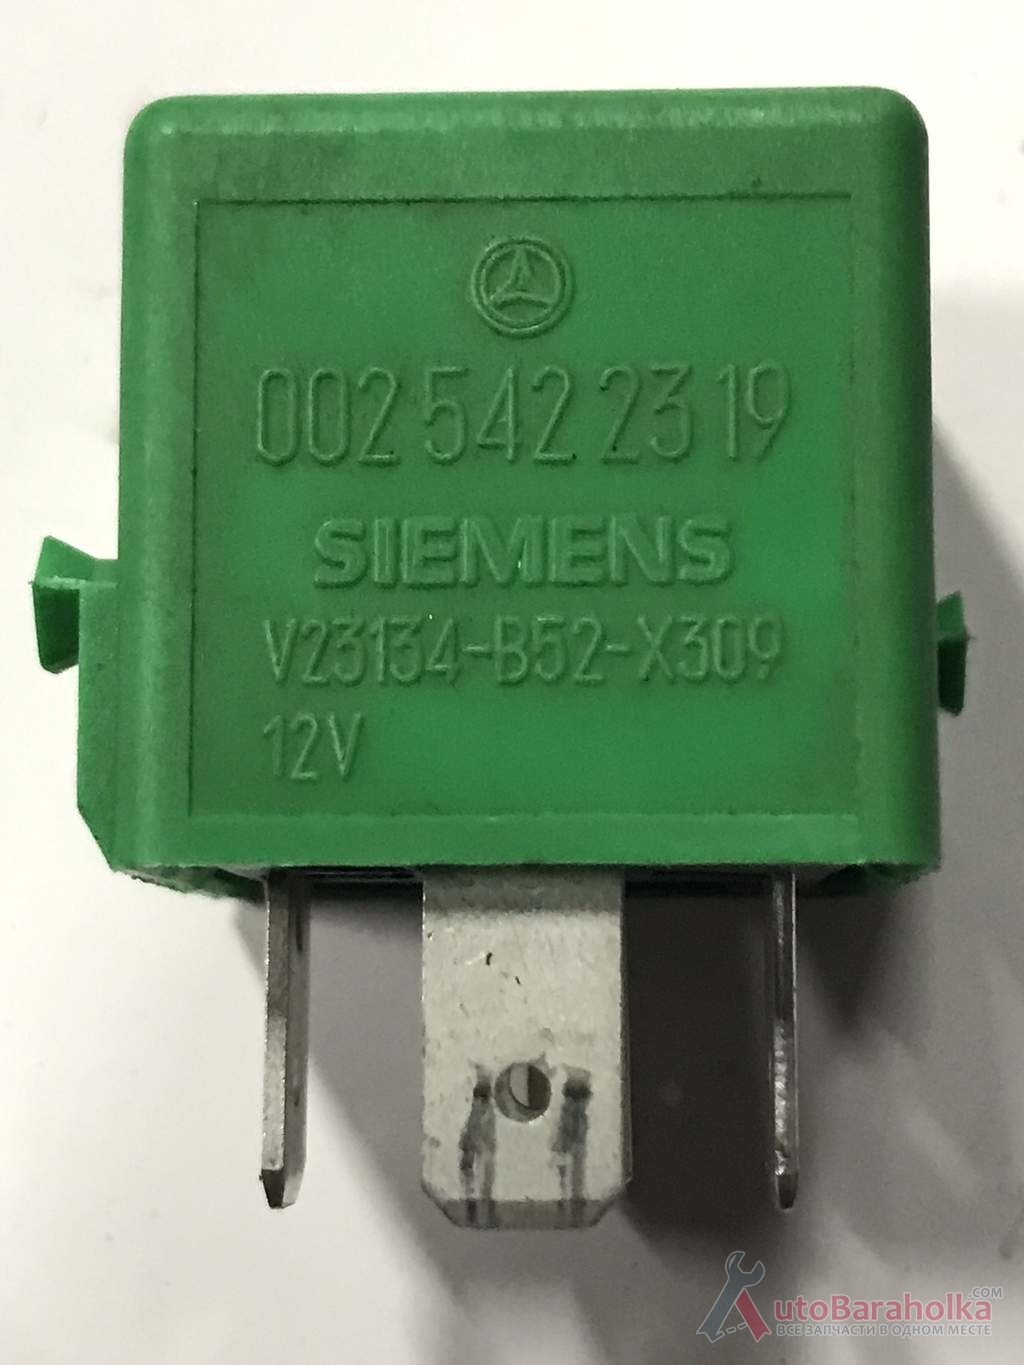 002 542 23 19
SIEMENS
V23134-B52-X309
12V
AutoBaraholka.COM
ВСЕ ЗАПЧАСТИ В ОДНОМ МЕСТЕ